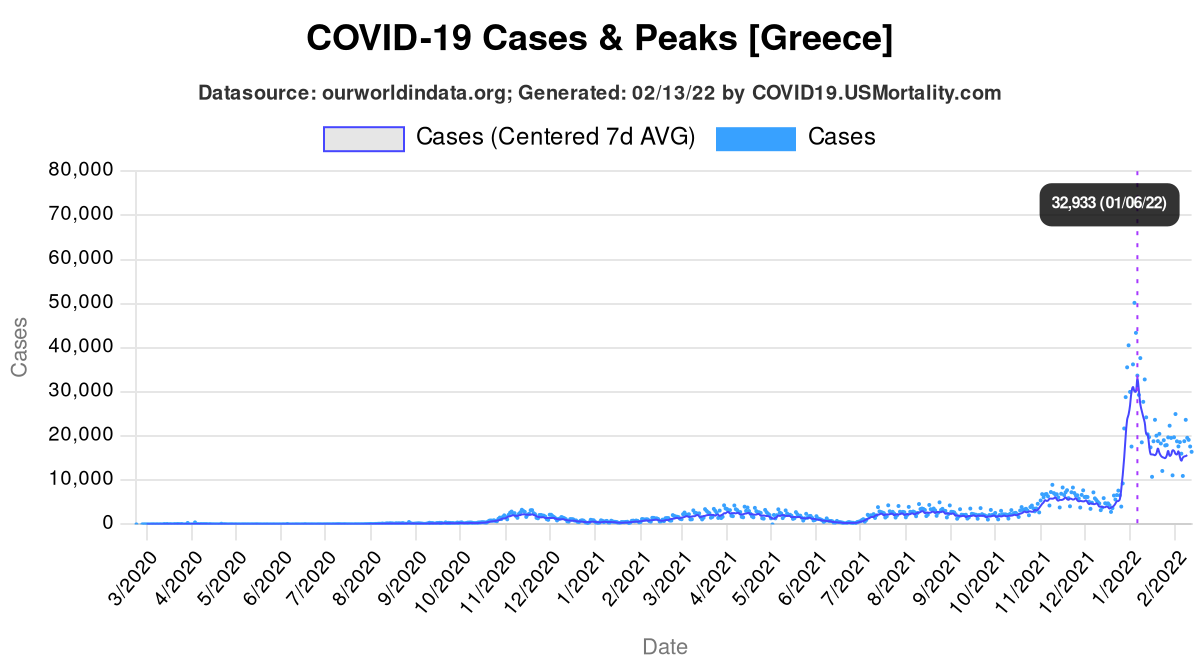 COVID-19 Cases & Peaks [Greece]
Datasource: ourworldindata.org; Generated: 02/13/22 by COVID19.USMortality.com
Cases (Centered 7d AVG) Cases
80,000
70,000
60,000
50,000
40,000
30,000
20,000
10,000
0
Cases
32,933 (01/06/22)
3/2020 4/2020 5/2020 6/2020 7/2020 8/2020 9/2020 10/2020 11/2020 12/2020 1/2021 2/2021 3/2021 4/2021 5/2021 6/2021 7/2021 8/2021 9/2021 10/2021 11/2021 12/2021 1/2022 2/2022
Date